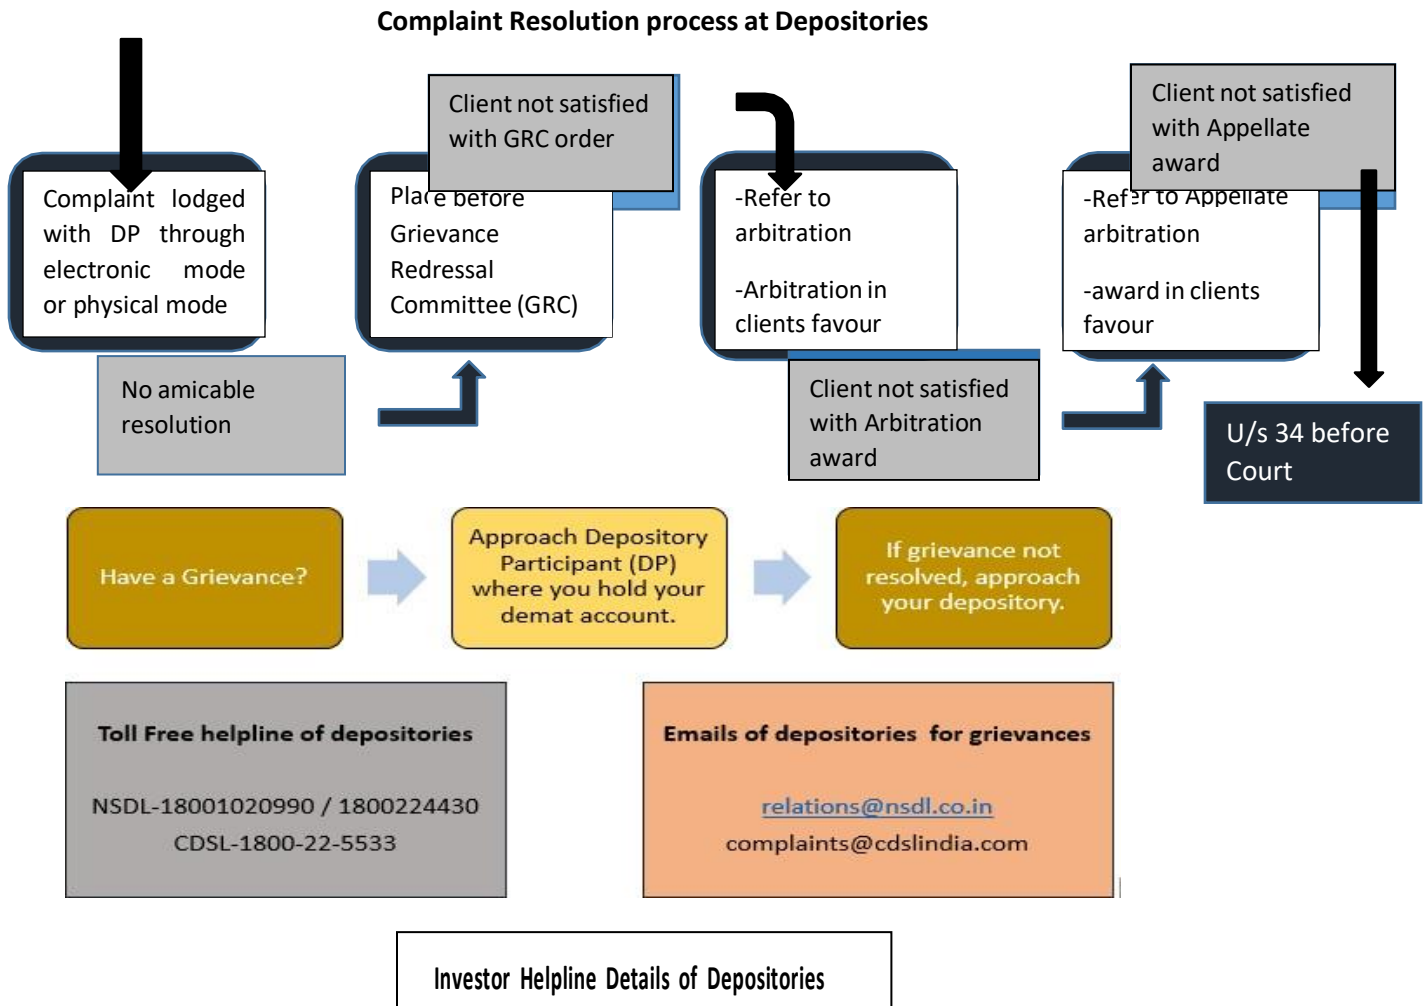 Complaint Resolution process at Depositories
Client not satisfied
with GRC order
Client not satisfied
with Appellate
award
Complaint lodged
with DP through
electronic mode
or physical mode
Place before
Grievance
Redressal
Committee (GRC)
-Refer to
arbitration
-Arbitration in
clients favour
-Refer to Appellate
arbitration
-award in clients
favour
No amicable
resolution
Client not satisfied
with Arbitration
award
U/s 34 before
Court
Have a Grievance?
Approach Depository
Participant (DP)
where you hold your
demat account.
If grievance not
resolved, approach
your depository.
Toll Free helpline of depositories
NSDL-18001020990 / 1800224430
CDSL-1800-22-5533
Emails of depositories for grievances
relations@nsdl.co.in
complaints@cdslindia.com
Investor Helpline Details of Depositories